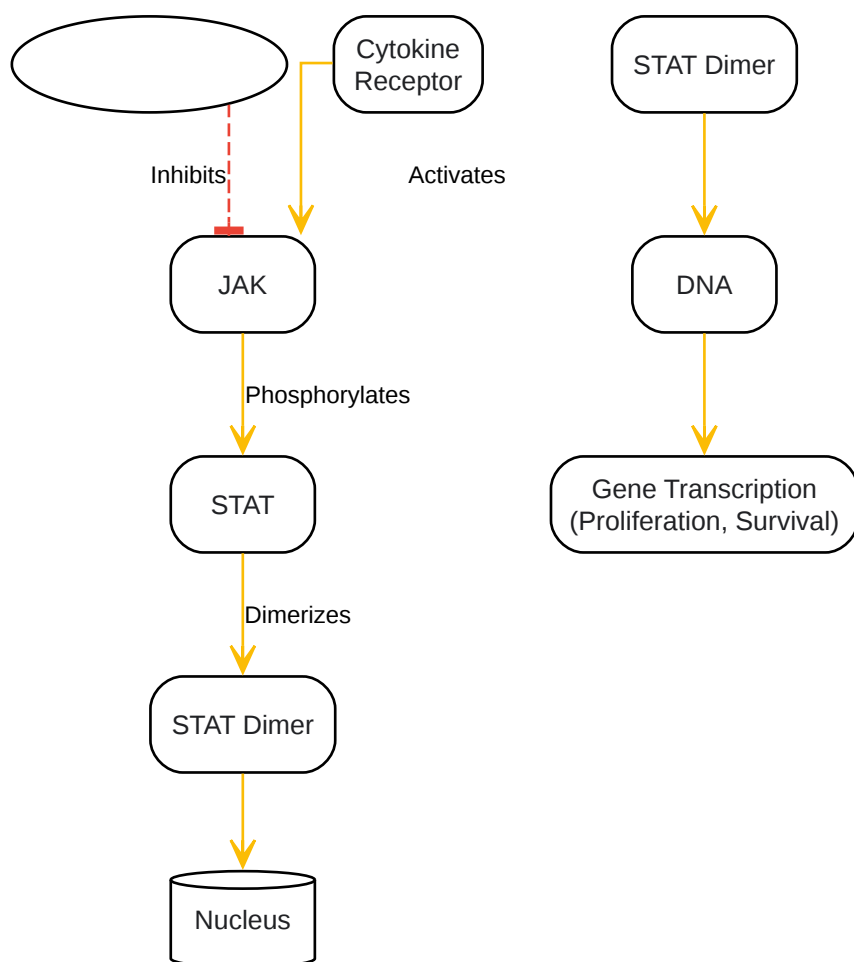 Cytokine
Receptor
STAT Dimer
Inhibits
Activates
JAK
DNA
Phosphorylates
STAT
Gene Transcription
(Proliferation, Survival)
Dimerizes
STAT Dimer
Nucleus